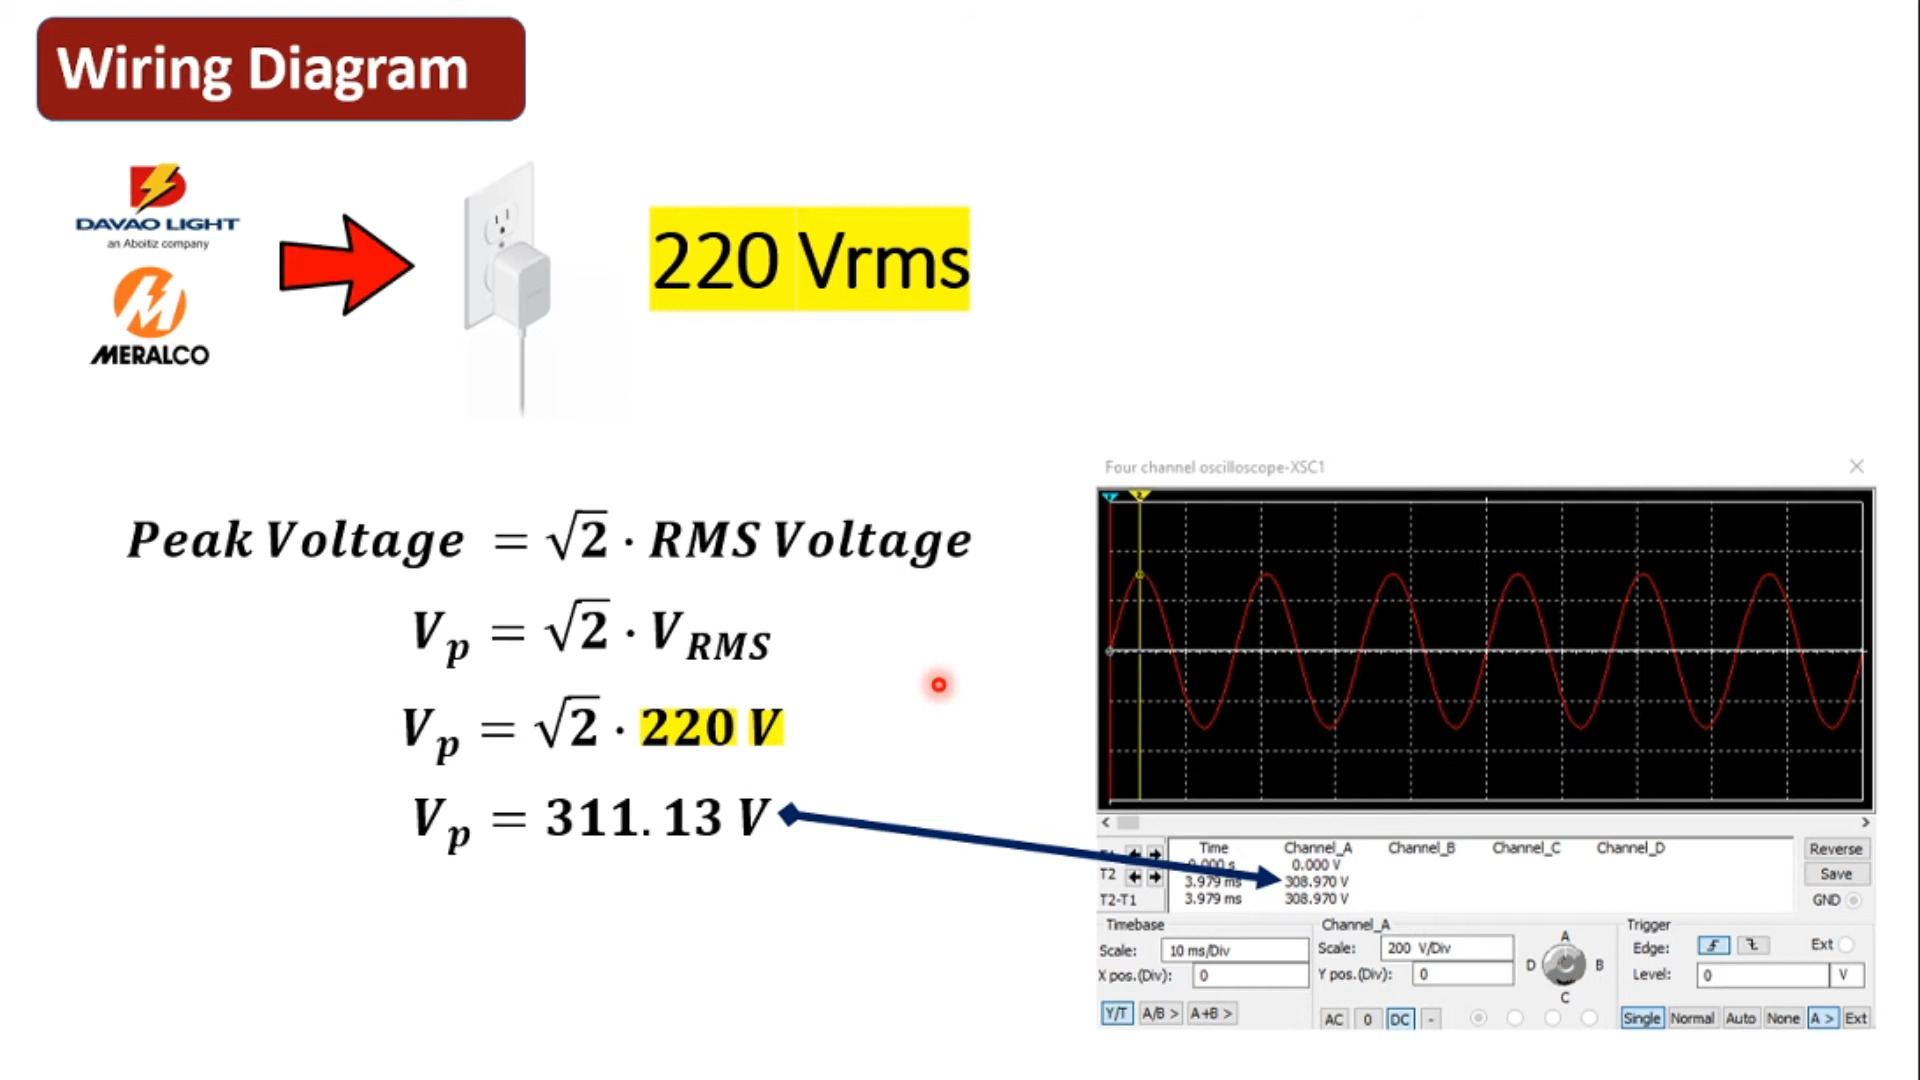 Wiring Diagram
DAVAO LIGHT
an Aboitiz company
MERALCO
220 Vrms
Peak Voltage = √2 · RMS Voltage
Vp = √2 · VRMS
Vp = √2 · 220 V
Vp = 311.13 V
Four channel oscilloscope-XSC1
Time Channel_A Channel_B Channel_C Channel_D
0.000 s 0.000 V
T2 3.979 ms 308.970 V
T2-T1 3.979 ms 308.970 V
Reverse
Save
GND
Timebase
Scale: 10 ms/Div
X pos.(Div): 0
Y/T A/B > A+B >
Channel_A
Scale: 200 V/Div
Y pos.(Div): 0
AC 0 DC -
A
D B
C
Trigger
Edge: Ext
Level: 0 V
Single Normal Auto None A > Ext